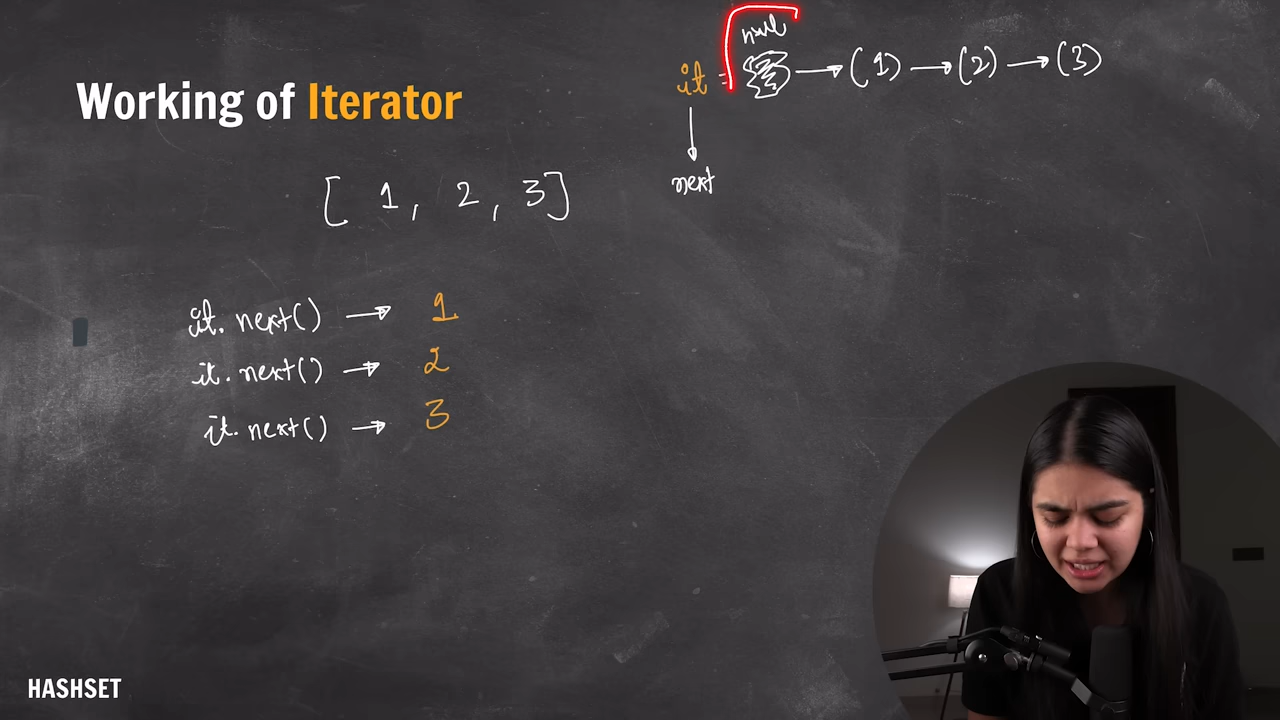 Working of Iterator
null
it = → (1) → (2) → (3)
next
[ 1, 2, 3]
it. next() → 1
it. next() → 2
it. next() → 3
HASHSET